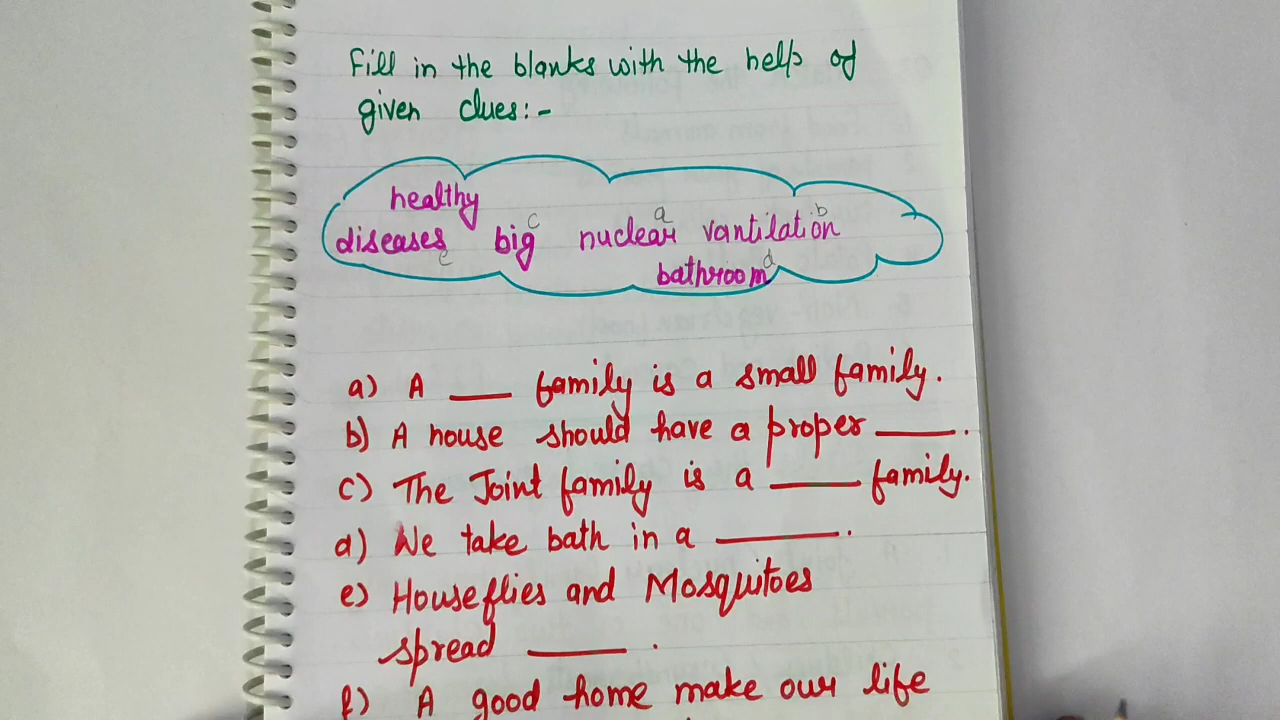 Fill in the blanks with the help of
given clues:-
healthy
diseases e big c nuclear a vantilation b
bathroom d
a) A ___ family is a small family.
b) A house should have a proper ___.
c) The Joint family is a ___ family.
d) We take bath in a ___.
e) Houseflies and Mosquitoes
spread ___.
f) A good home make our life